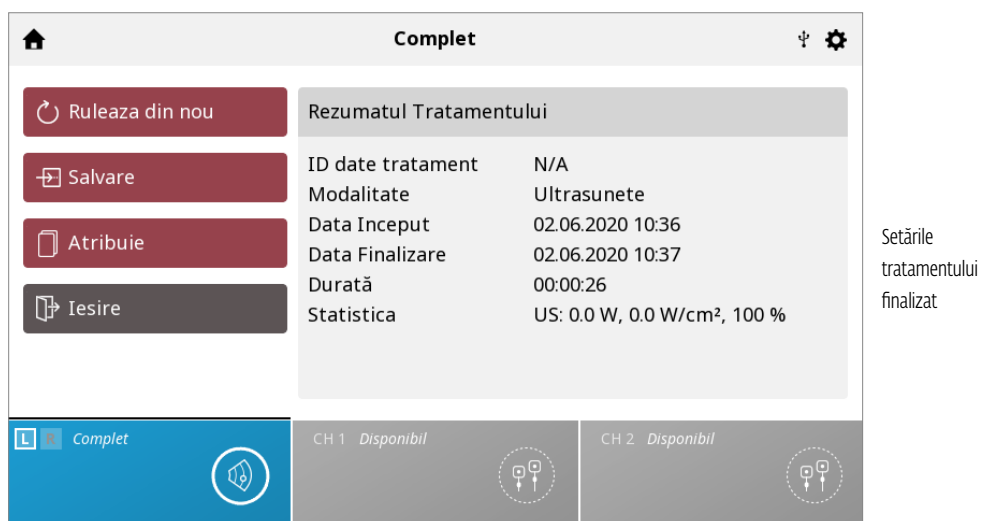 Complet
Ruleaza din nou
Salvare
Atribuie
Iesire
Rezumatul Tratamentului
ID date tratament N/A
Modalitate Ultrasunete
Data Inceput 02.06.2020 10:36
Data Finalizare 02.06.2020 10:37
Durată 00:00:26
Statistica US: 0.0 W, 0.0 W/cm², 100 %
Setările
tratamentului
finalizat
L R Complet
CH 1 Disponibil
CH 2 Disponibil